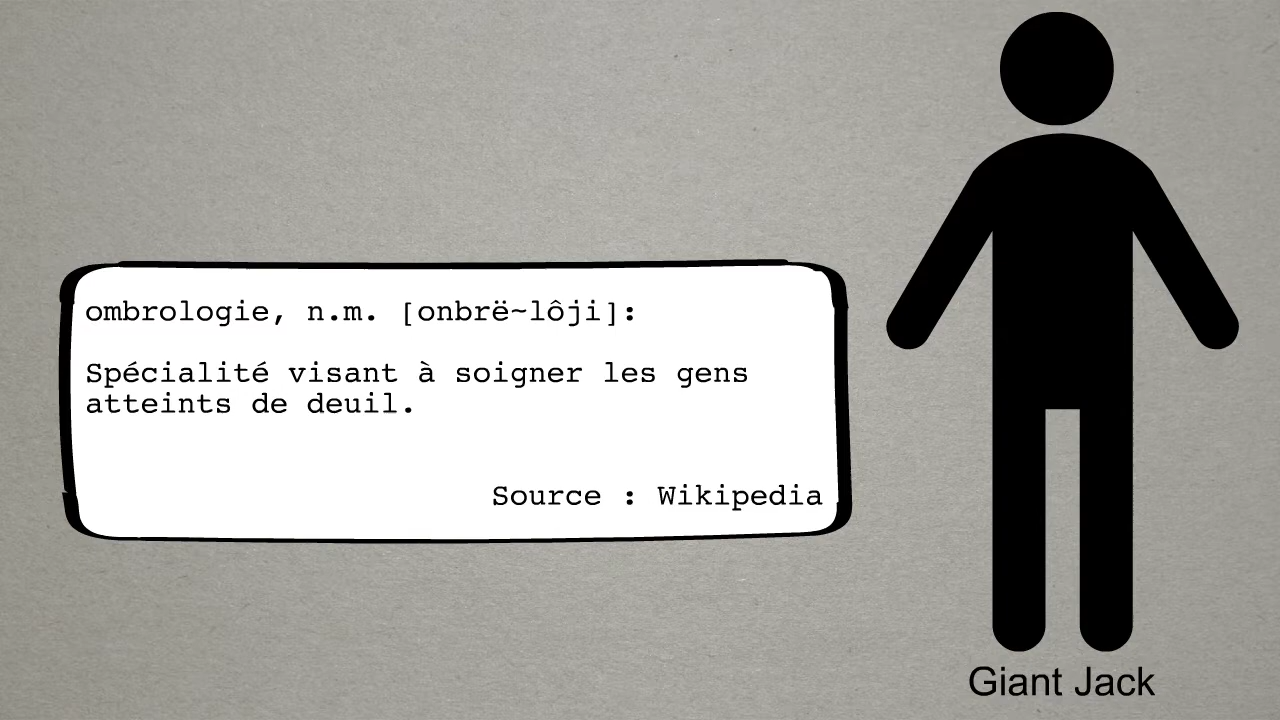 ombrologie, n.m. [onbrë~lôji]:
Spécialité visant à soigner les gens
atteints de deuil.
Source : Wikipedia
Giant Jack